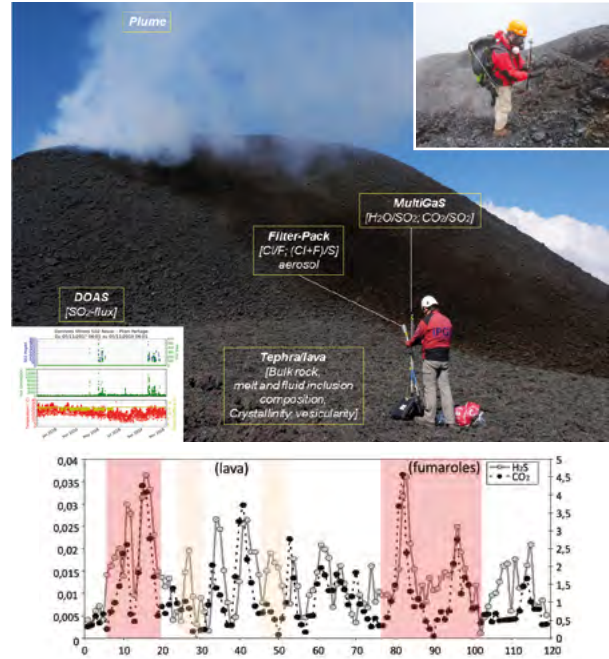 Plume
MultiGaS
[H₂O/SO₂; CO₂/SO₂]
Filter-Pack
[Cl/F; (Cl+F)/S]
aerosol
DOAS
[SO₂-flux]
Tephra/lava
[Bulk rock,
melt and fluid inclusion
composition,
Crystallinity, vesicularity]
(lava)
(fumaroles)
H₂S
CO₂
0,04
0,035
0,03
0,025
0,02
0,015
0,01
0,005
0
5
4,5
4
3,5
3
2,5
2
1,5
1
0,5
0
0 10 20 30 40 50 60 70 80 90 100 110 120